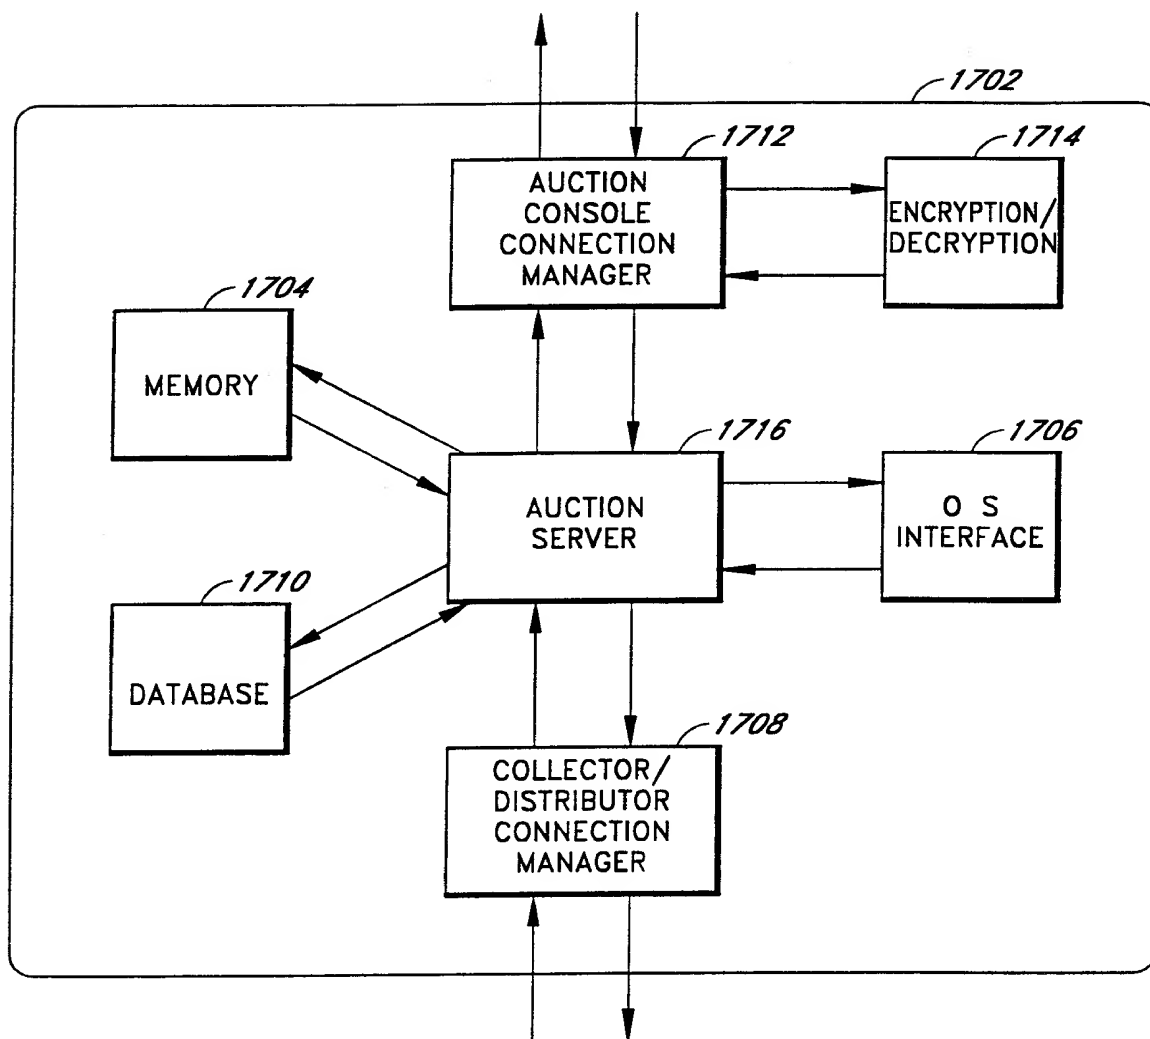 1702
1712
AUCTION
CONSOLE
CONNECTION
MANAGER
1714
ENCRYPTION/
DECRYPTION
1704
MEMORY
1716
AUCTION
SERVER
1706
O S
INTERFACE
1710
DATABASE
1708
COLLECTOR/
DISTRIBUTOR
CONNECTION
MANAGER